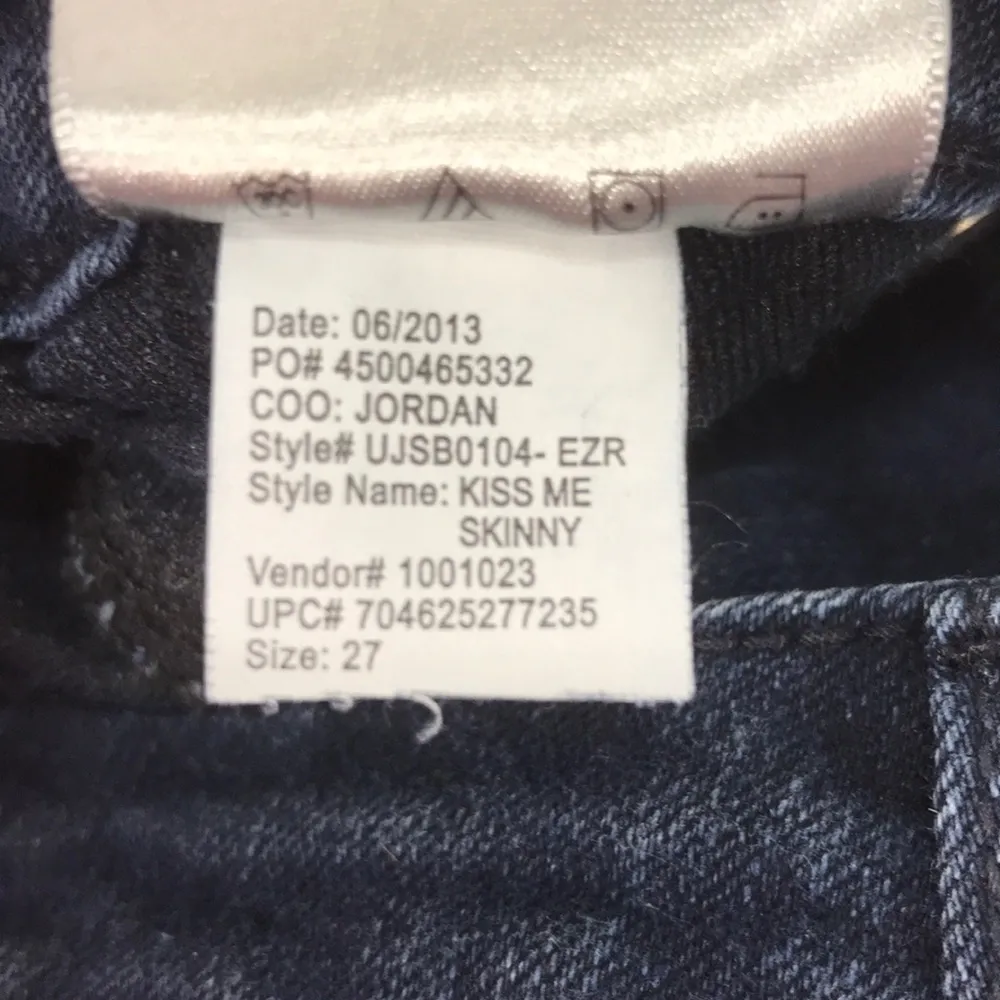 Date: 06/2013
PO# 4500465332
COO: JORDAN
Style# UJSB0104- EZR
Style Name: KISS ME
SKINNY
Vendor# 1001023
UPC# 704625277235
Size: 27